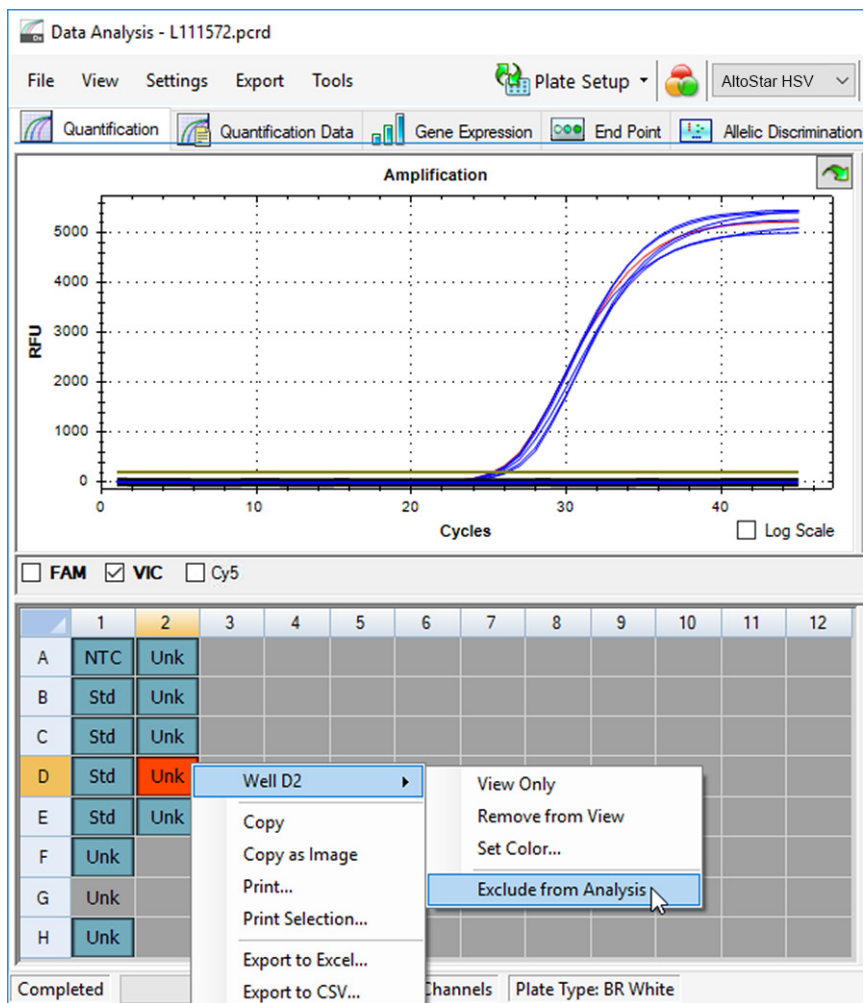 Data Analysis - L111572.pcrd
File View Settings Export Tools Plate Setup AltoStar HSV
Quantification Quantification Data Gene Expression End Point Allelic Discrimination
Amplification
5000
4000
3000
2000
1000
0
RFU
0 10 20 30 40
Cycles
Log Scale
FAM VIC Cy5
1 2 3 4 5 6 7 8 9 10 11 12
A NTC Unk
B Std Unk
C Std Unk
D Std Unk
E Std Unk
F Unk
G Unk
H Unk
Well D2
Copy
Copy as Image
Print...
Print Selection...
Export to Excel...
Export to CSV...
View Only
Remove from View
Set Color...
Exclude from Analysis
Completed Channels Plate Type: BR White